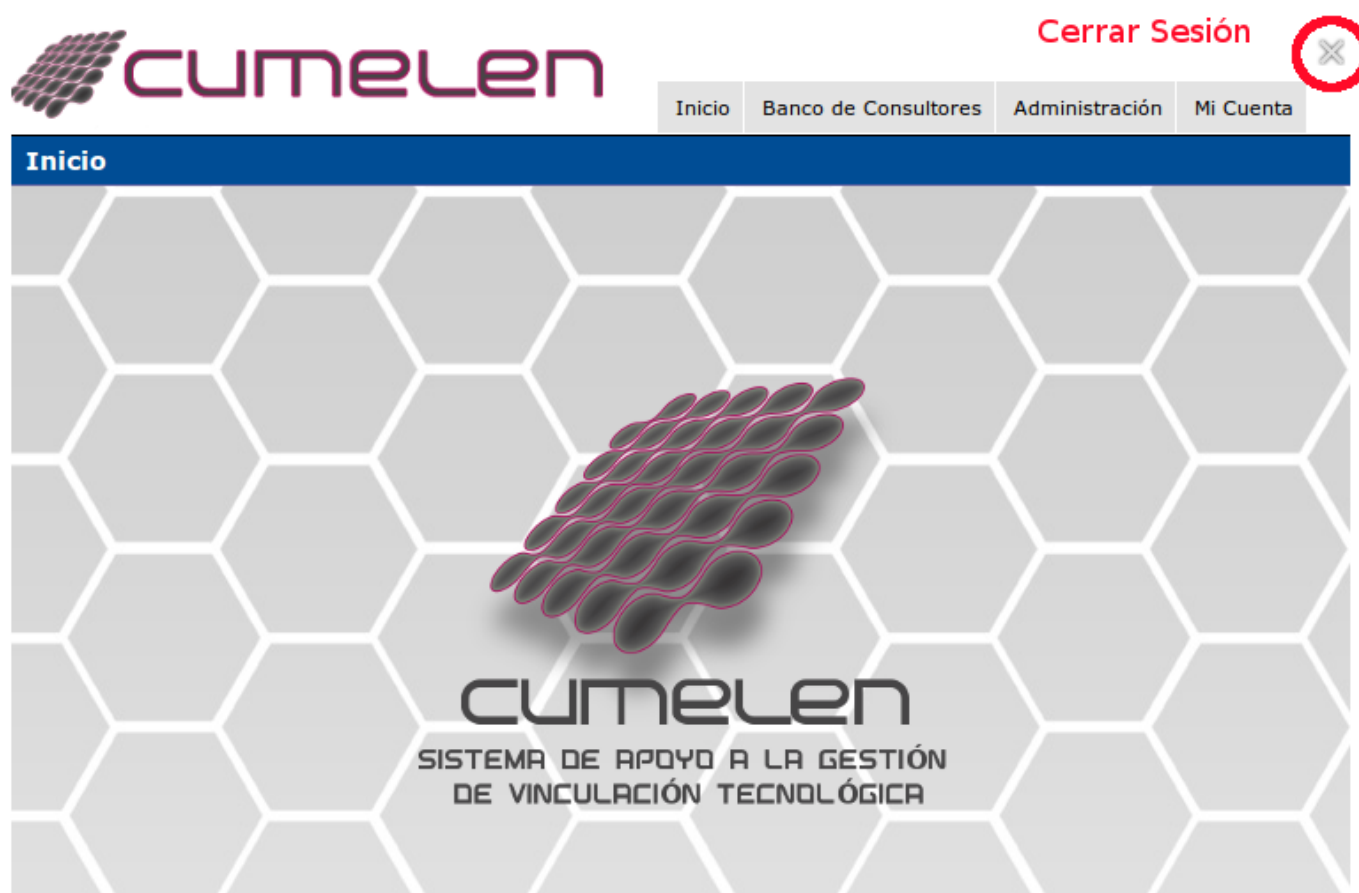 Cerrar Sesión
cumelen
Inicio Banco de Consultores Administración Mi Cuenta
Inicio
cumelen
SISTEMA DE APOYO A LA GESTIÓN
DE VINCULACIÓN TECNOLÓGICA